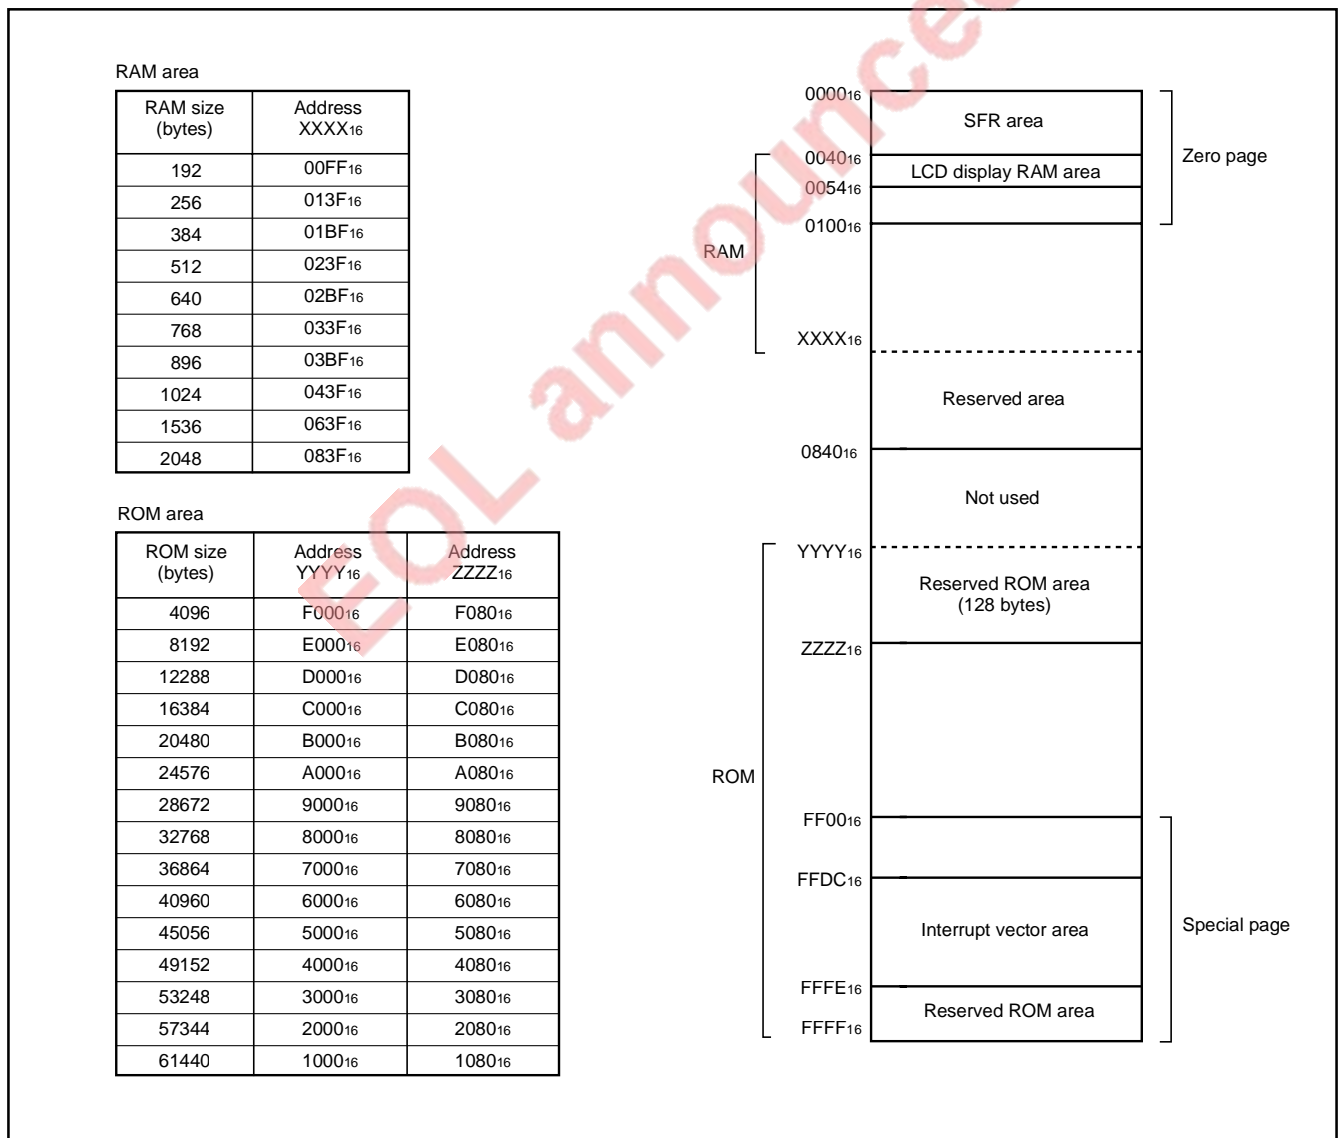 RAM area
RAM size
(bytes)
Address
XXXX16
192 00FF16
256 013F16
384 01BF16
512 023F16
640 02BF16
768 033F16
896 03BF16
1024 043F16
1536 063F16
2048 083F16
ROM area
ROM size
(bytes)
Address
YYYY16
Address
ZZZZ16
4096 F00016 F08016
8192 E00016 E08016
12288 D00016 D08016
16384 C00016 C08016
20480 B00016 B08016
24576 A00016 A08016
28672 900016 908016
32768 800016 808016
36864 700016 708016
40960 600016 608016
45056 500016 508016
49152 400016 408016
53248 300016 308016
57344 200016 208016
61440 100016 108016
000016
SFR area
Zero page
004016
LCD display RAM area
005416
010016
RAM
XXXX16
Reserved area
084016
Not used
YYYY16
Reserved ROM area
(128 bytes)
ZZZZ16
ROM
FF0016
FFDC16
Interrupt vector area
Special page
FFFE16
Reserved ROM area
FFFF16
EOL announce